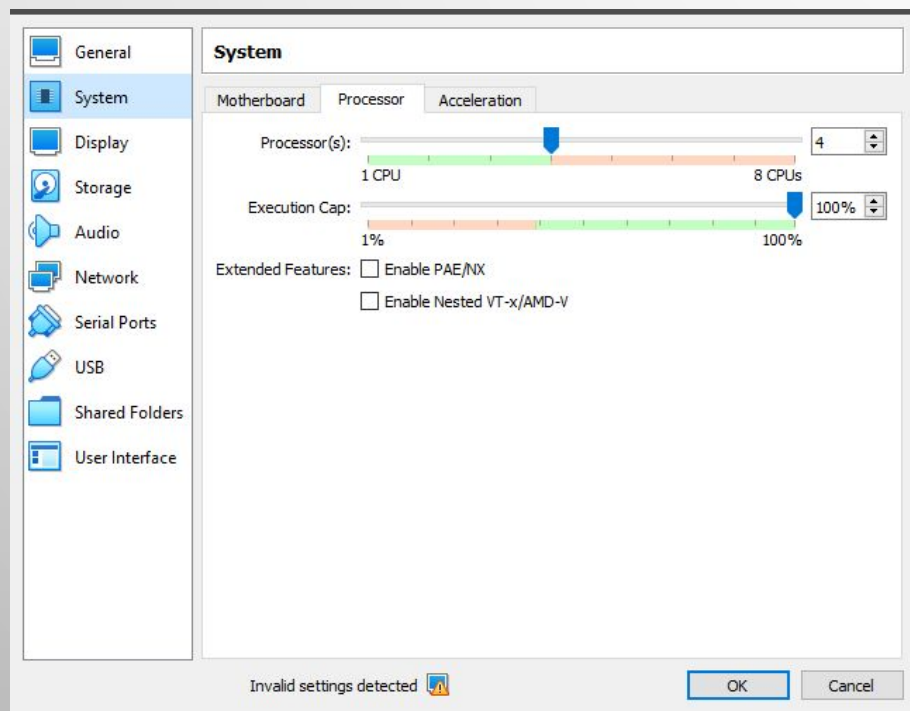 General
System
Display
Storage
Audio
Network
Serial Ports
USB
Shared Folders
User Interface
System
Motherboard Processor Acceleration
Processor(s): 4
1 CPU 8 CPUs
Execution Cap: 100%
1% 100%
Extended Features: Enable PAE/NX
Enable Nested VT-x/AMD-V
Invalid settings detected OK Cancel